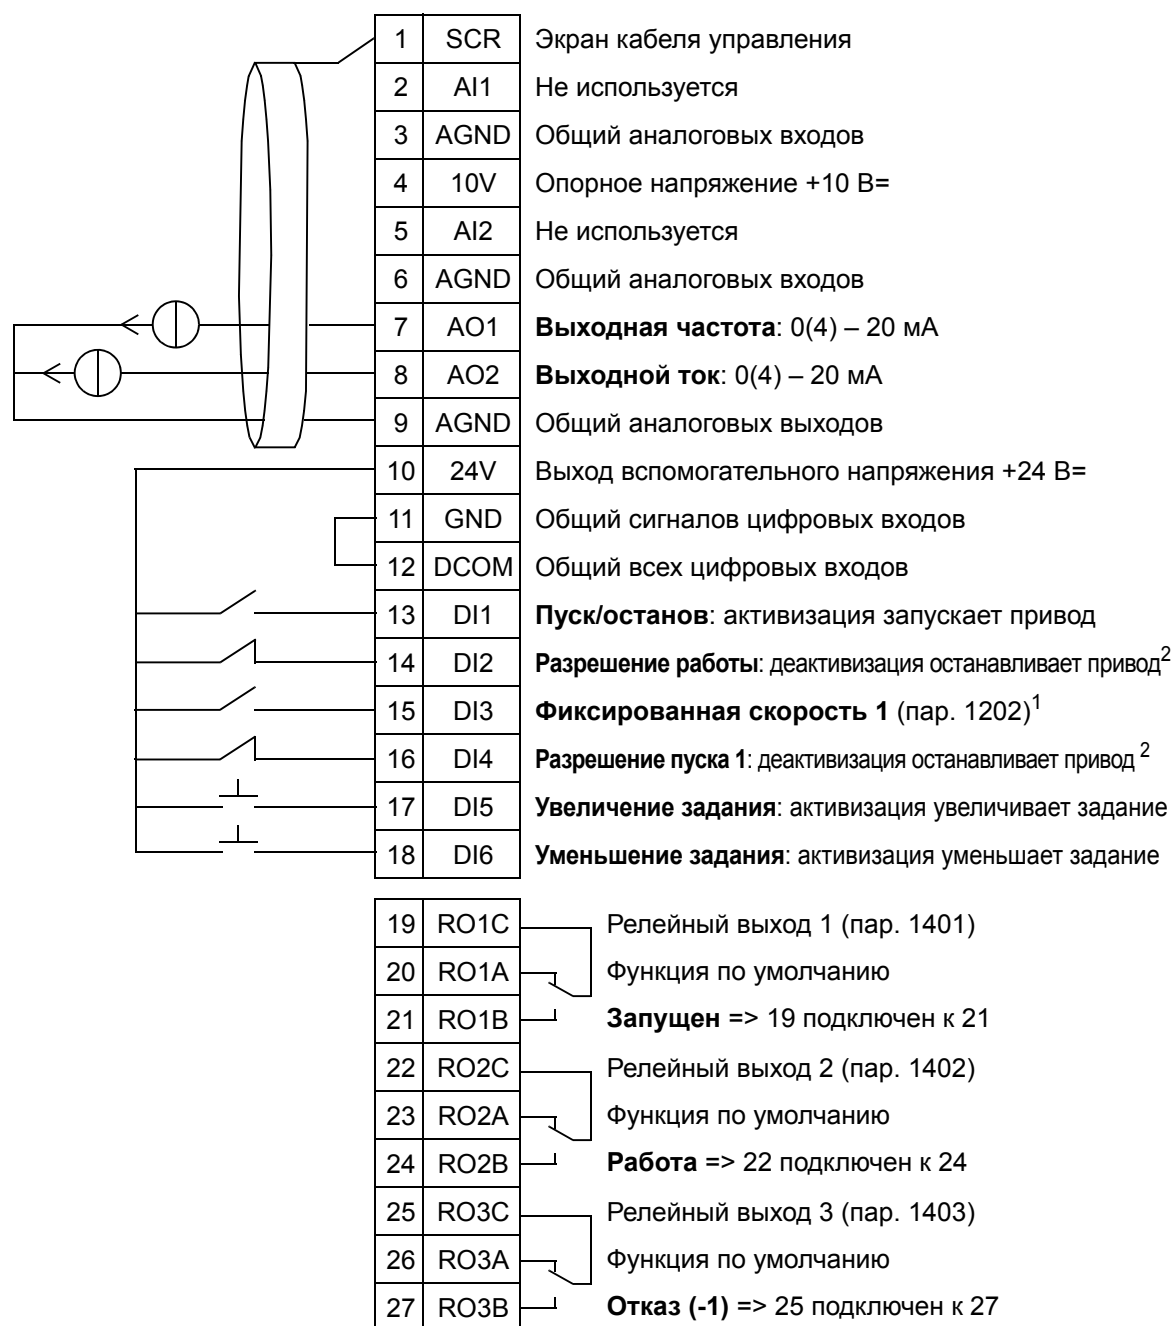 1 SCR Экран кабеля управления
2 AI1 Не используется
3 AGND Общий аналоговых входов
4 10V Опорное напряжение +10 В=
5 AI2 Не используется
6 AGND Общий аналоговых входов
7 AO1 Выходная частота: 0(4) – 20 мА
8 AO2 Выходной ток: 0(4) – 20 мА
9 AGND Общий аналоговых выходов
10 24V Выход вспомогательного напряжения +24 В=
11 GND Общий сигналов цифровых входов
12 DCOM Общий всех цифровых входов
13 DI1 Пуск/останов: активизация запускает привод
14 DI2 Разрешение работы: деактивизация останавливает привод2
15 DI3 Фиксированная скорость 1 (пар. 1202)1
16 DI4 Разрешение пуска 1: деактивизация останавливает привод 2
17 DI5 Увеличение задания: активизация увеличивает задание
18 DI6 Уменьшение задания: активизация уменьшает задание
19 RO1C Релейный выход 1 (пар. 1401)
20 RO1A Функция по умолчанию
21 RO1B Запущен => 19 подключен к 21
22 RO2C Релейный выход 2 (пар. 1402)
23 RO2A Функция по умолчанию
24 RO2B Работа => 22 подключен к 24
25 RO3C Релейный выход 3 (пар. 1403)
26 RO3A Функция по умолчанию
27 RO3B Отказ (-1) => 25 подключен к 27